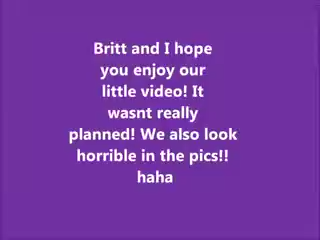 Britt and I hope
you enjoy our
little video! It
wasnt really
planned! We also look
horrible in the pics!!
haha